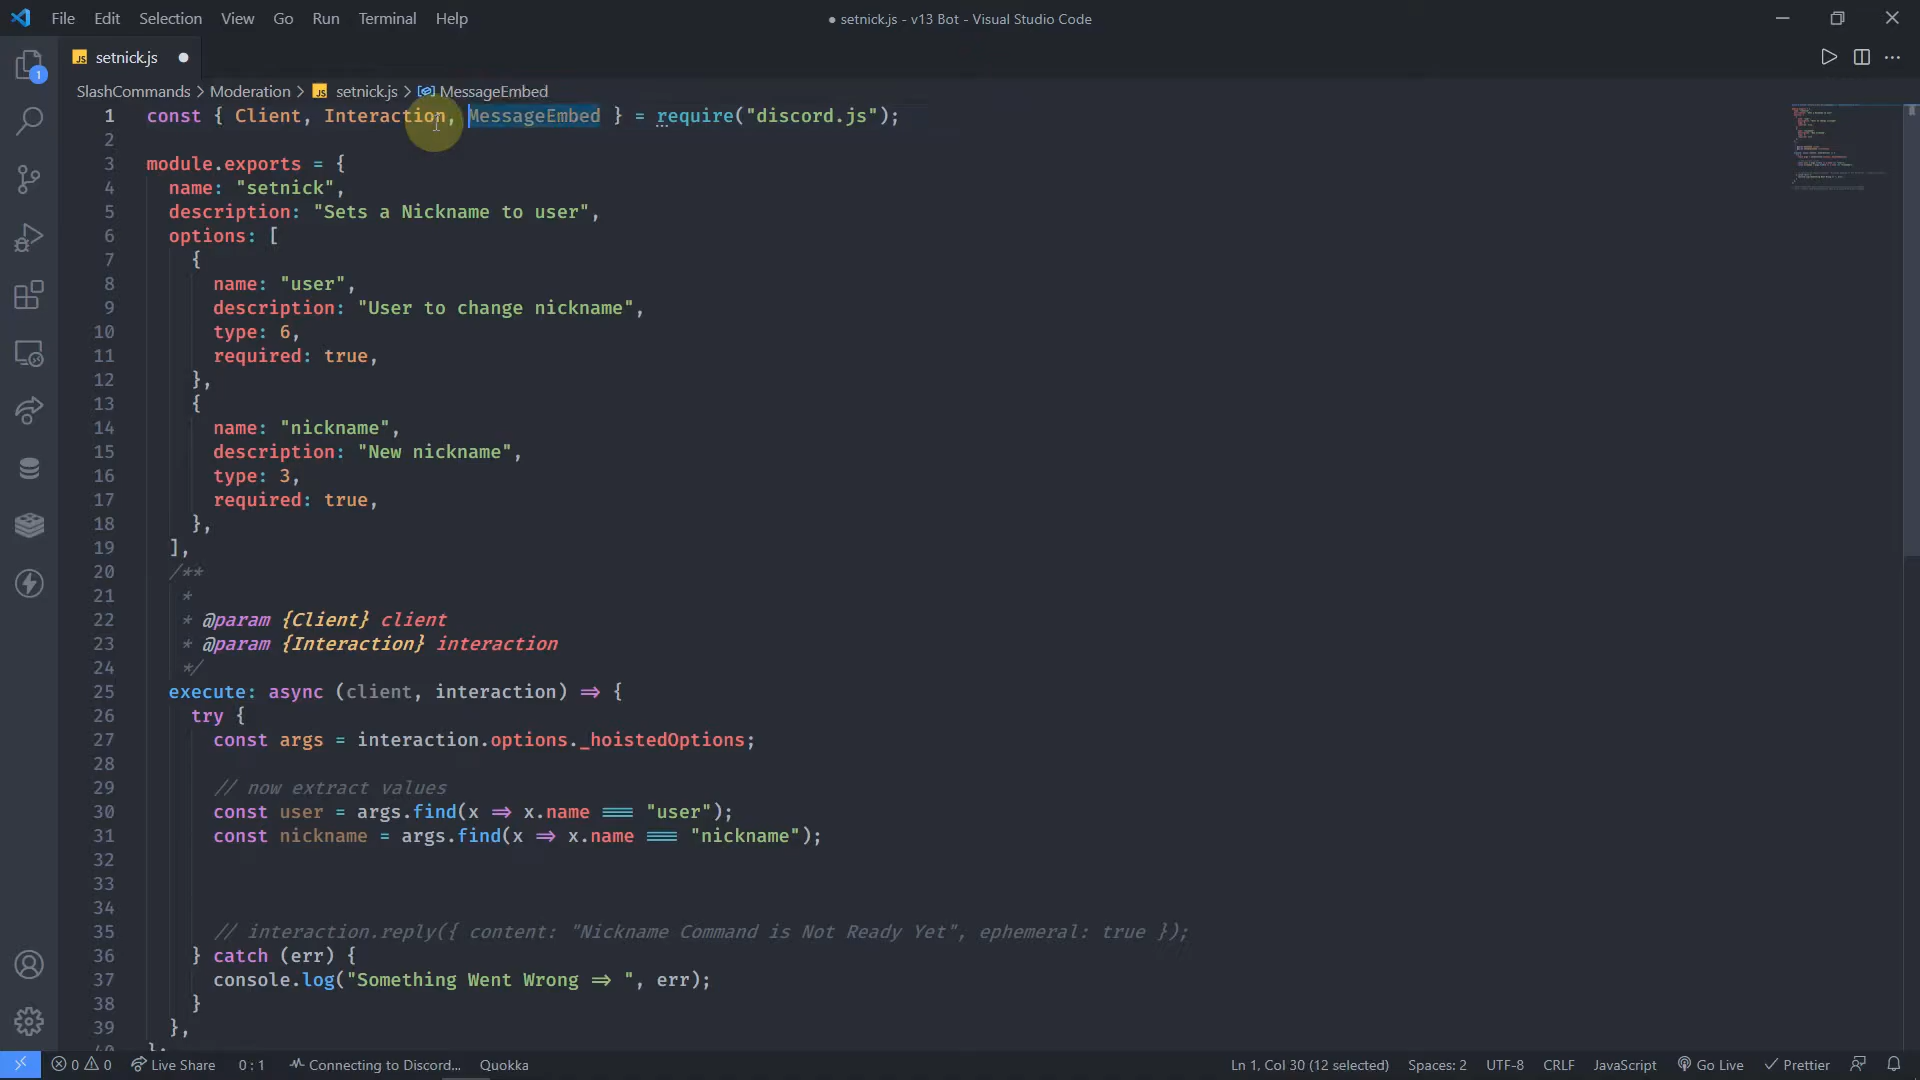 File Edit Selection View Go Run Terminal Help
● setnick.js - v13 Bot - Visual Studio Code
JS setnick.js ●
SlashCommands > Moderation > JS setnick.js > MessageEmbed
1 const { Client, Interaction, MessageEmbed } = require("discord.js");
2
3 module.exports = {
4 name: "setnick",
5 description: "Sets a Nickname to user",
6 options: [
7 {
8 name: "user",
9 description: "User to change nickname",
10 type: 6,
11 required: true,
12 },
13 {
14 name: "nickname",
15 description: "New nickname",
16 type: 3,
17 required: true,
18 },
19 ],
20 /**
21 *
22 * @param {Client} client
23 * @param {Interaction} interaction
24 */
25 execute: async (client, interaction) => {
26 try {
27 const args = interaction.options._hoistedOptions;
28
29 // now extract values
30 const user = args.find(x => x.name === "user");
31 const nickname = args.find(x => x.name === "nickname");
32
33
34
35 // interaction.reply({ content: "Nickname Command is Not Ready Yet", ephemeral: true });
36 } catch (err) {
37 console.log("Something Went Wrong => ", err);
38 }
39 },
40 };
1
0 0 Live Share 0 : 1 Connecting to Discord... Quokka Ln 1, Col 30 (12 selected) Spaces: 2 UTF-8 CRLF JavaScript Go Live Prettier